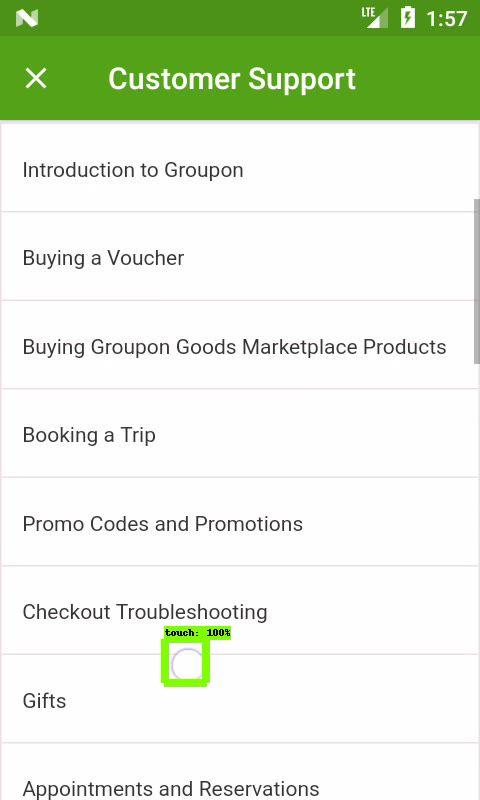 LTE
1:57
Customer Support
Introduction to Groupon
Buying a Voucher
Buying Groupon Goods Marketplace Products
Booking a Trip
Promo Codes and Promotions
Checkout Troubleshooting
touch: 100%
Gifts
Appointments and Reservations